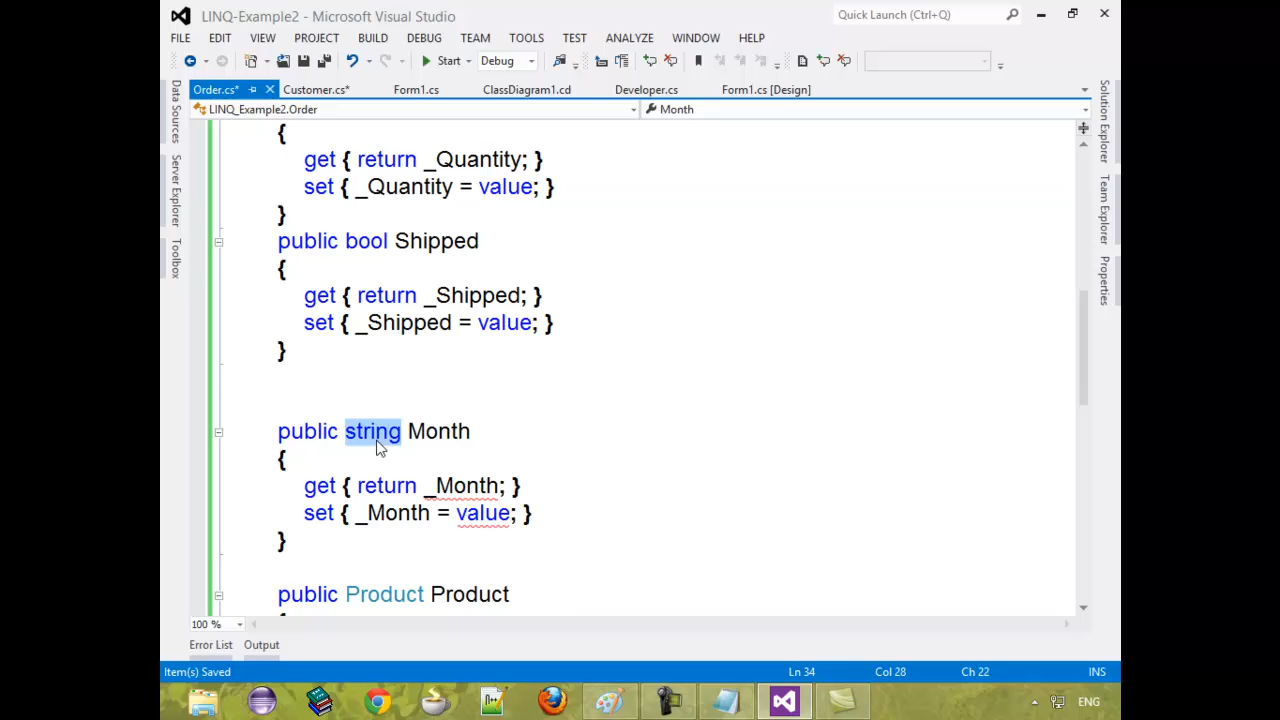 LINQ-Example2 - Microsoft Visual Studio
Quick Launch (Ctrl+Q)
FILE EDIT VIEW PROJECT BUILD DEBUG TEAM TOOLS TEST ANALYZE WINDOW HELP
Start Debug
Order.cs* Customer.cs* Form1.cs ClassDiagram1.cd Developer.cs Form1.cs [Design]
LINQ_Example2.Order Month
Data Sources
Server Explorer
Toolbox
{
get { return _Quantity; }
set { _Quantity = value; }
}
public bool Shipped
{
get { return _Shipped; }
set { _Shipped = value; }
}
public string Month
{
get { return _Month; }
set { _Month = value; }
}
public Product Product
Solution Explorer
Team Explorer
Properties
100 %
Error List Output
Item(s) Saved Ln 34 Col 28 Ch 22 INS
ENG